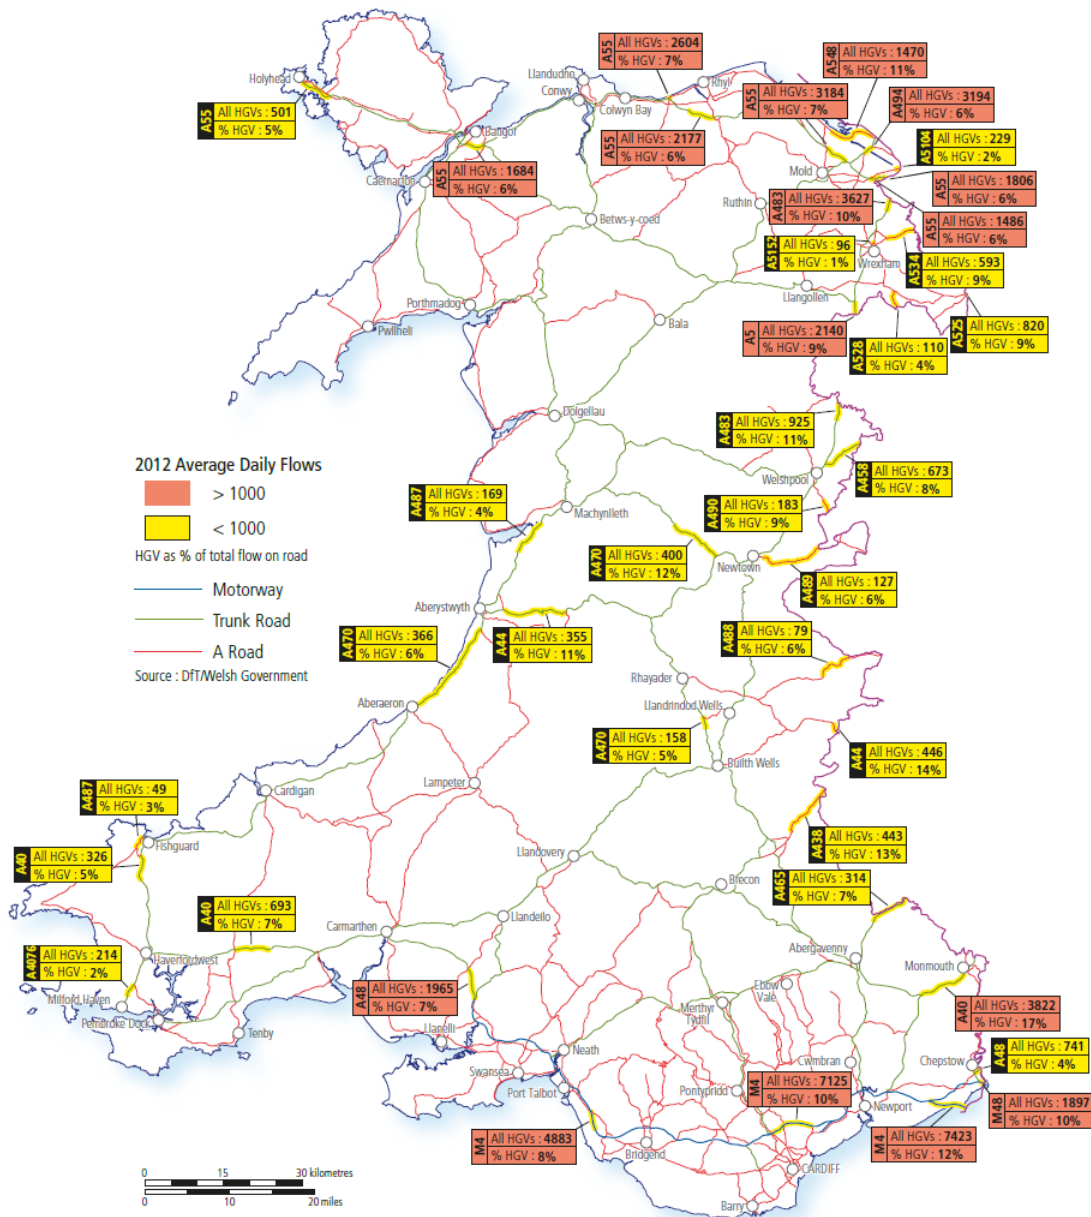 A55
All HGVs : 2604
% HGV : 7%
A548
All HGVs : 1470
% HGV : 11%
Holyhead
Llandudno
Conwy
Colwyn Bay
Rhyl
A55
All HGVs : 3184
% HGV : 7%
A494
All HGVs : 3194
% HGV : 6%
A55
All HGVs : 501
% HGV : 5%
Bangor
A55
All HGVs : 2177
% HGV : 6%
A5104
All HGVs : 229
% HGV : 2%
Caernarfon
A55
All HGVs : 1684
% HGV : 6%
Mold
A55
All HGVs : 1806
% HGV : 6%
Ruthin
A483
All HGVs : 3627
% HGV : 10%
Betws-y-coed
A55
All HGVs : 1486
% HGV : 6%
A5152
All HGVs : 96
% HGV : 1%
Wrexham
A534
All HGVs : 593
% HGV : 9%
Llangollen
Porthmadog
Pwllheli
Bala
A5
All HGVs : 2140
% HGV : 9%
A528
All HGVs : 110
% HGV : 4%
A525
All HGVs : 820
% HGV : 9%
Dolgellau
A483
All HGVs : 925
% HGV : 11%
2012 Average Daily Flows
> 1000
< 1000
HGV as % of total flow on road
Motorway
Trunk Road
A Road
Source : DfT/Welsh Government
A458
All HGVs : 673
% HGV : 8%
Welshpool
A487
All HGVs : 169
% HGV : 4%
Machynlleth
A490
All HGVs : 183
% HGV : 9%
A470
All HGVs : 400
% HGV : 12%
Newtown
A489
All HGVs : 127
% HGV : 6%
Aberystwyth
A470
All HGVs : 366
% HGV : 6%
A44
All HGVs : 355
% HGV : 11%
A488
All HGVs : 79
% HGV : 6%
Rhayader
Aberaeron
Llandrindod Wells
A470
All HGVs : 158
% HGV : 5%
A44
All HGVs : 446
% HGV : 14%
Builth Wells
Lampeter
Cardigan
A487
All HGVs : 49
% HGV : 3%
Fishguard
A40
All HGVs : 326
% HGV : 5%
A438
All HGVs : 443
% HGV : 13%
Llandovery
A465
All HGVs : 314
% HGV : 7%
Brecon
A40
All HGVs : 693
% HGV : 7%
Llandeilo
Carmarthen
A4076
All HGVs : 214
% HGV : 2%
Haverfordwest
Abergavenny
Monmouth
Milford Haven
Pembroke Dock
Tenby
A48
All HGVs : 1965
% HGV : 7%
Llanelli
Merthyr
Tydfil
Ebow
Vale
A40
All HGVs : 3822
% HGV : 17%
Neath
Swansea
Port Talbot
Cwmbran
Chepstow
A48
All HGVs : 741
% HGV : 4%
Pontypridd
M4
All HGVs : 7125
% HGV : 10%
Newport
M48
All HGVs : 1897
% HGV : 10%
M4
All HGVs : 4883
% HGV : 8%
Bridgend
M4
All HGVs : 7423
% HGV : 12%
CARDIFF
Barry
0 15 30 kilometres
0 10 20 miles